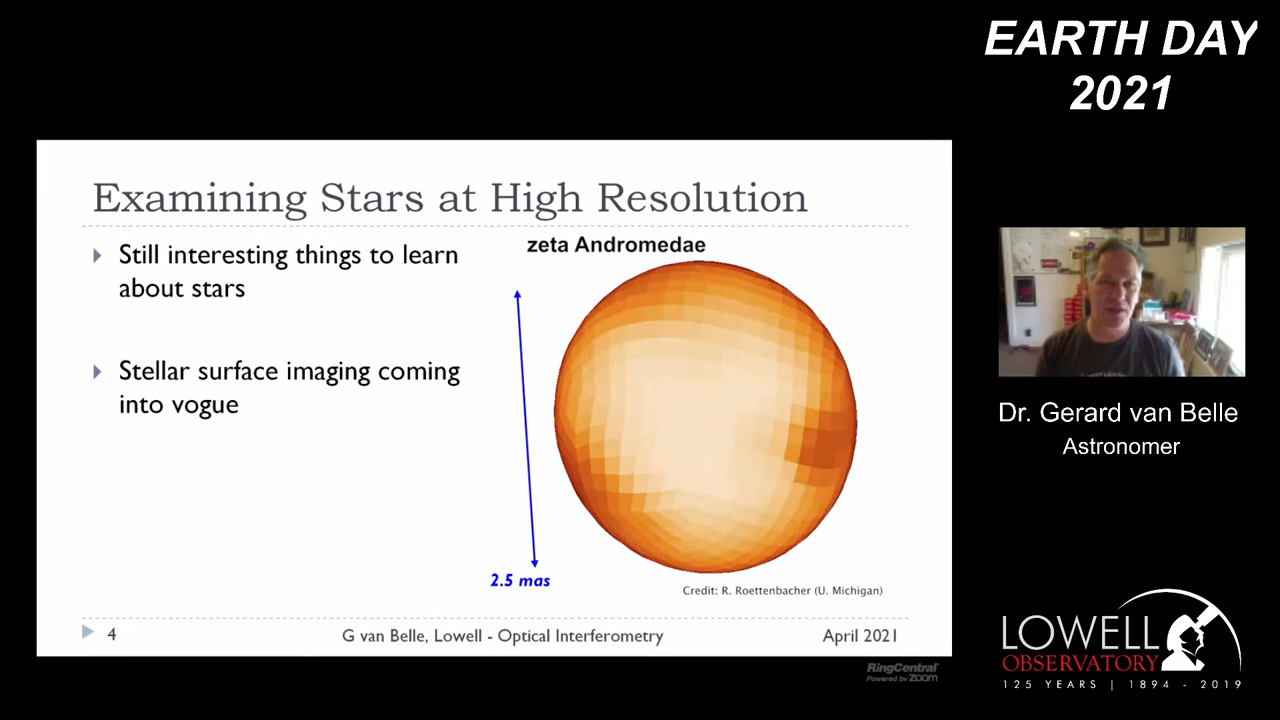 EARTH DAY
2021
Examining Stars at High Resolution
Still interesting things to learn
about stars
Stellar surface imaging coming
into vogue
zeta Andromedae
2.5 mas
Credit: R. Roettenbacher (U. Michigan)
4
G van Belle, Lowell - Optical Interferometry
April 2021
RingCentral
Powered by zoom
Dr. Gerard van Belle
Astronomer
LOWELL
OBSERVATORY
125 YEARS | 1894 - 2019